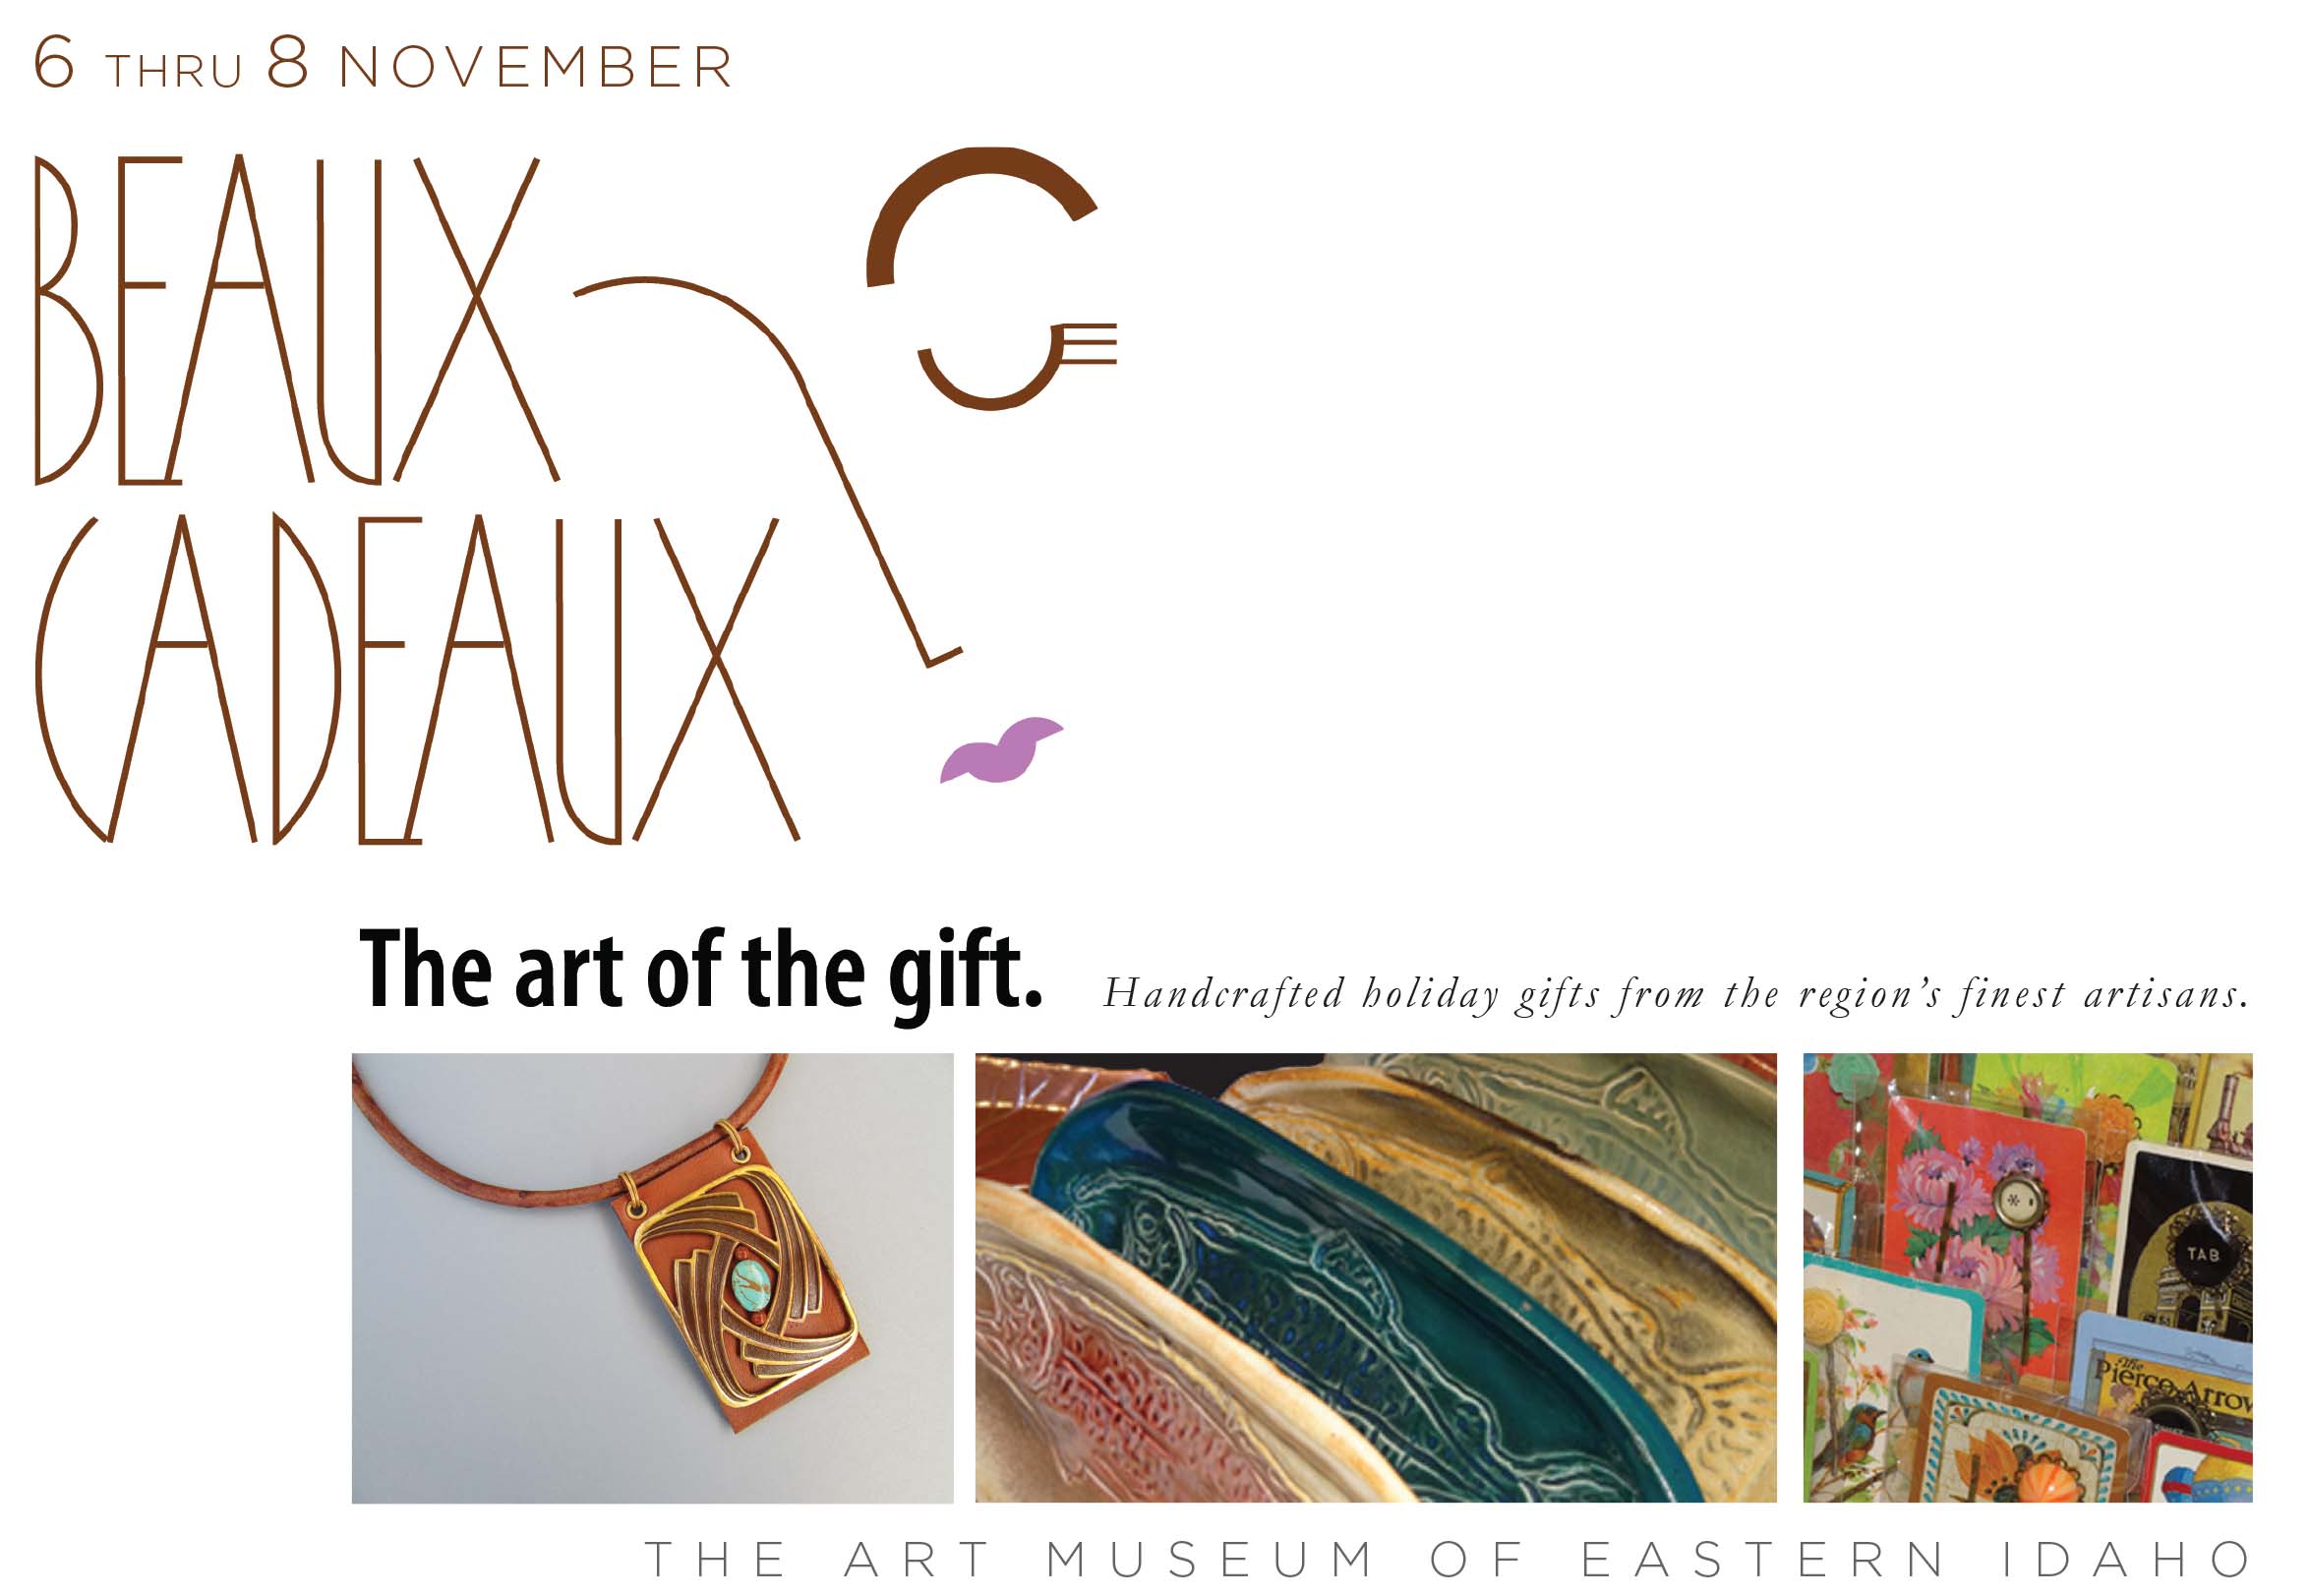 6 THRU 8 NOVEMBER
BEAUX
CADEAUX
The art of the gift.
Handcrafted holiday gifts from the region's finest artisans.
TAB
The
Pierce-Arrow
THE ART MUSEUM OF EASTERN IDAHO